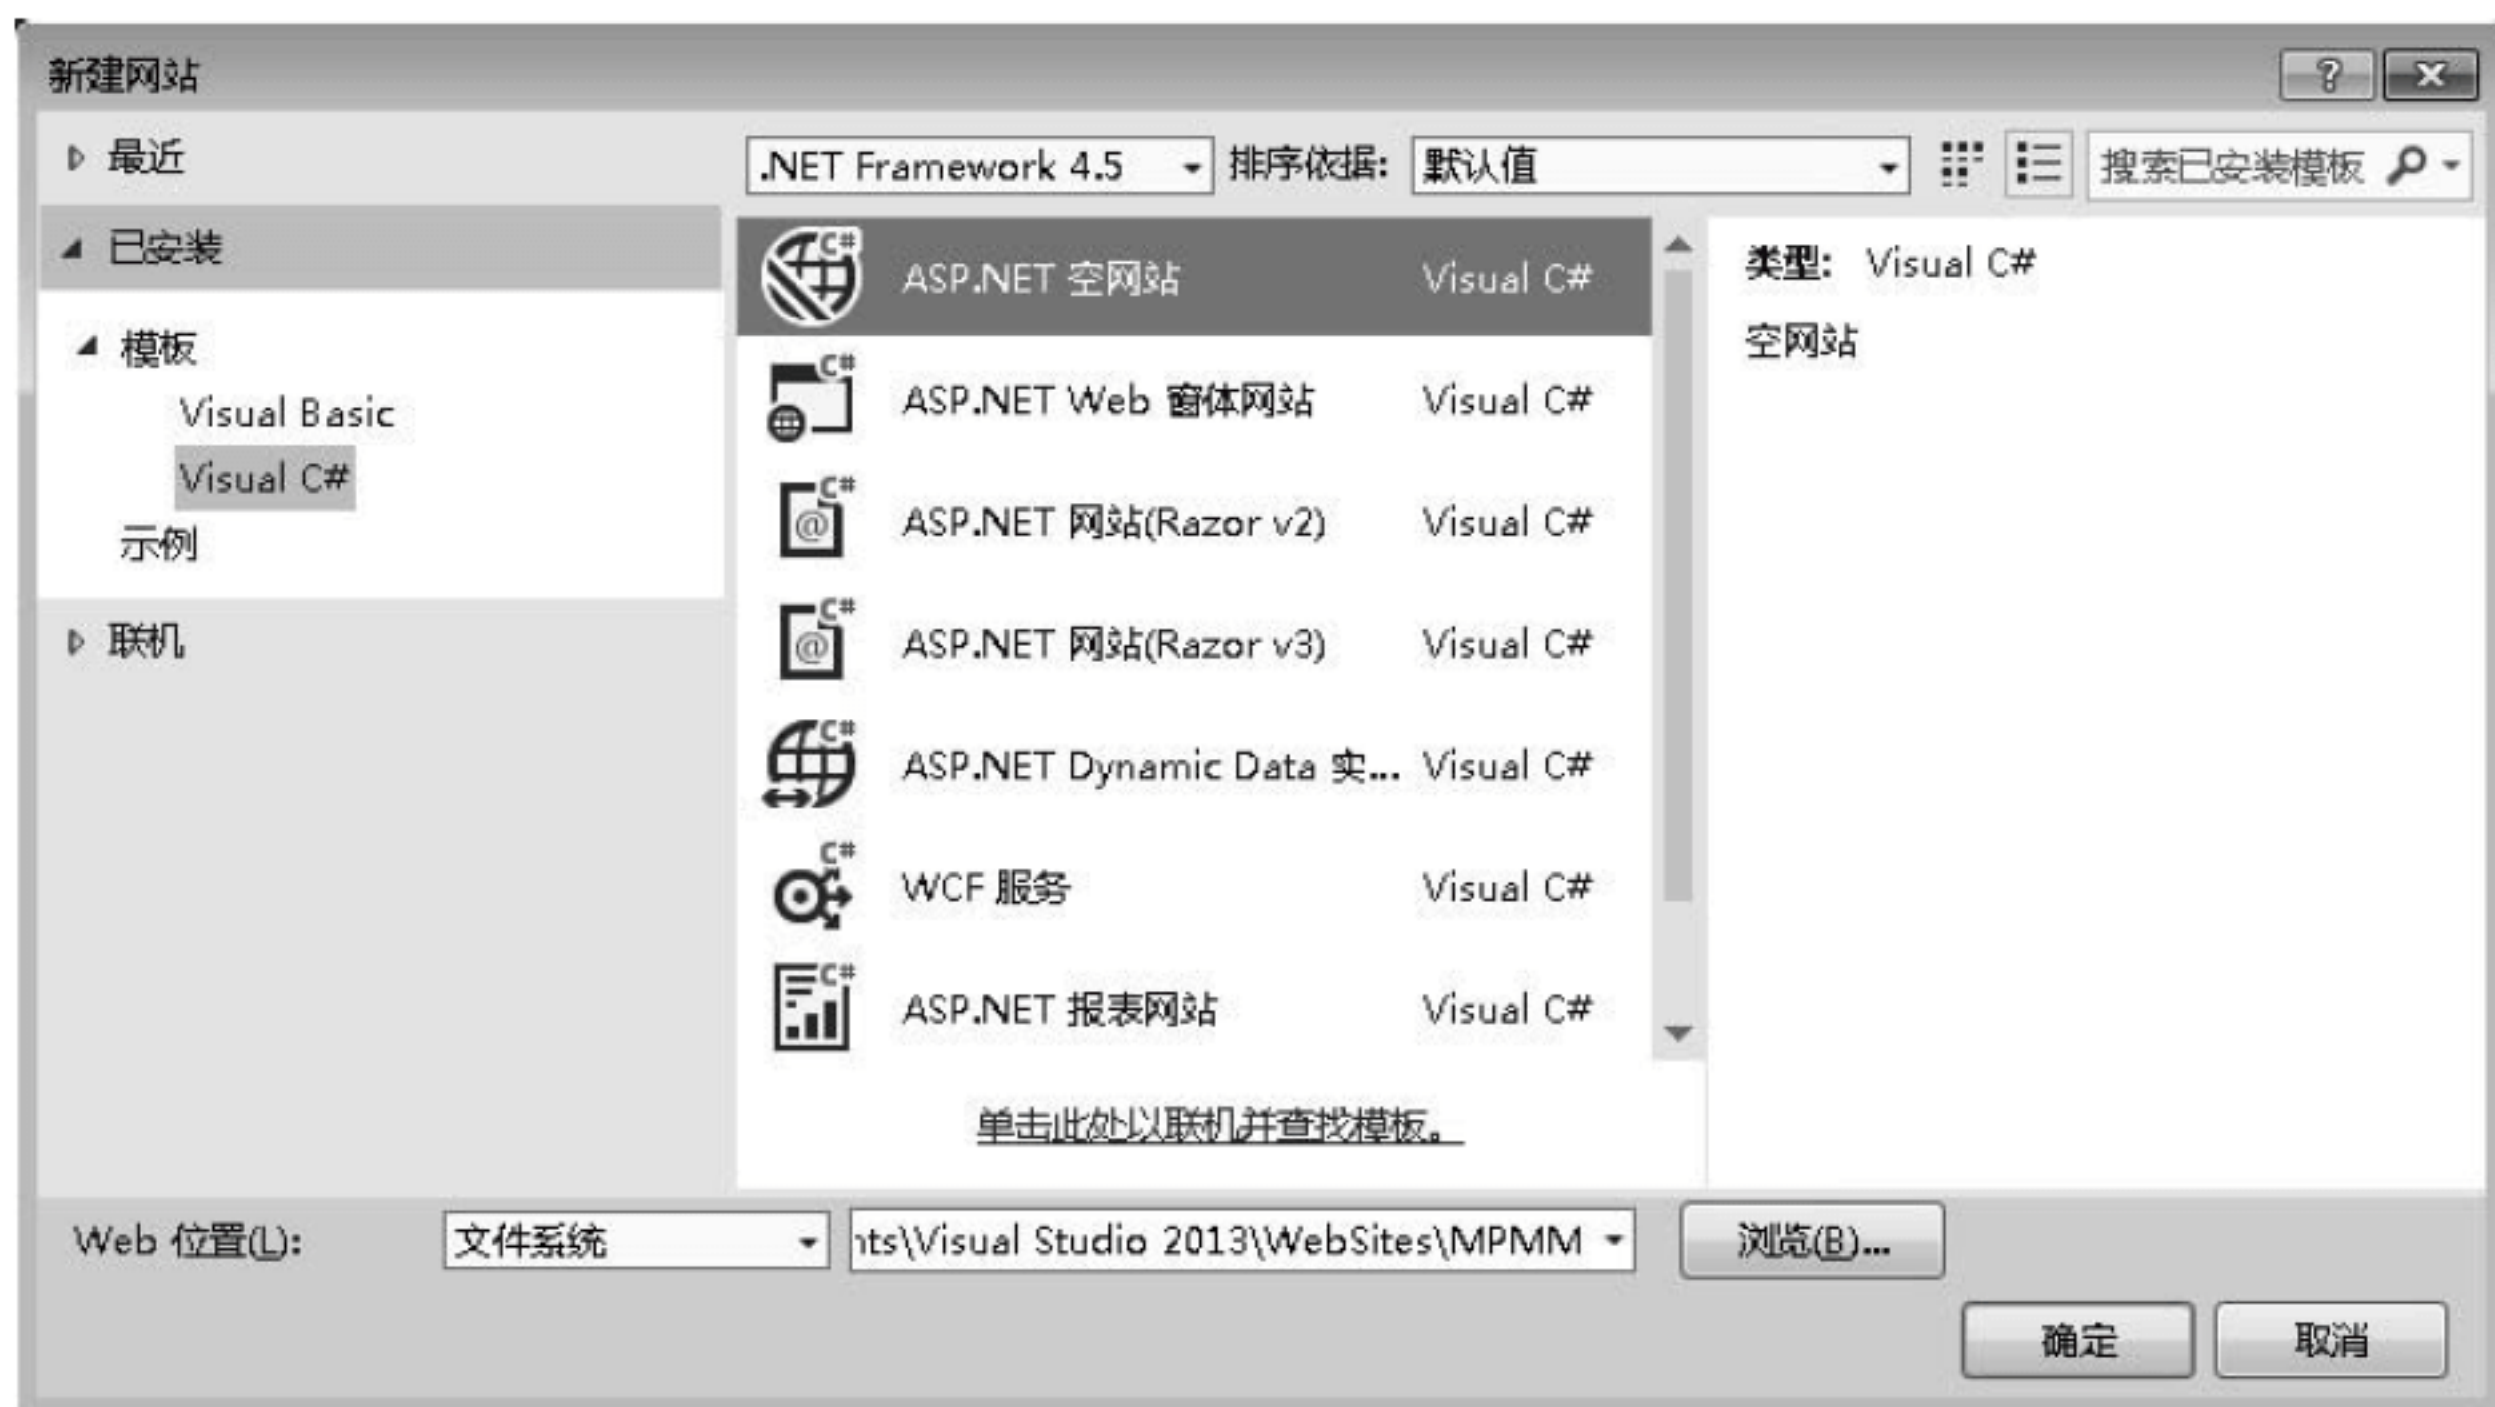 新建网站
最近
已安装
模板
Visual Basic
Visual C#
示例
联机
.NET Framework 4.5 排序依据: 默认值 搜索已安装模板
ASP.NET 空网站 Visual C#
ASP.NET Web 窗体网站 Visual C#
ASP.NET 网站(Razor v2) Visual C#
ASP.NET 网站(Razor v3) Visual C#
ASP.NET Dynamic Data 实... Visual C#
WCF 服务 Visual C#
ASP.NET 报表网站 Visual C#
单击此处以联机并查找模板。
类型: Visual C#
空网站
Web 位置(L): 文件系统 nts\Visual Studio 2013\WebSites\MPMM 浏览(B)...
确定 取消